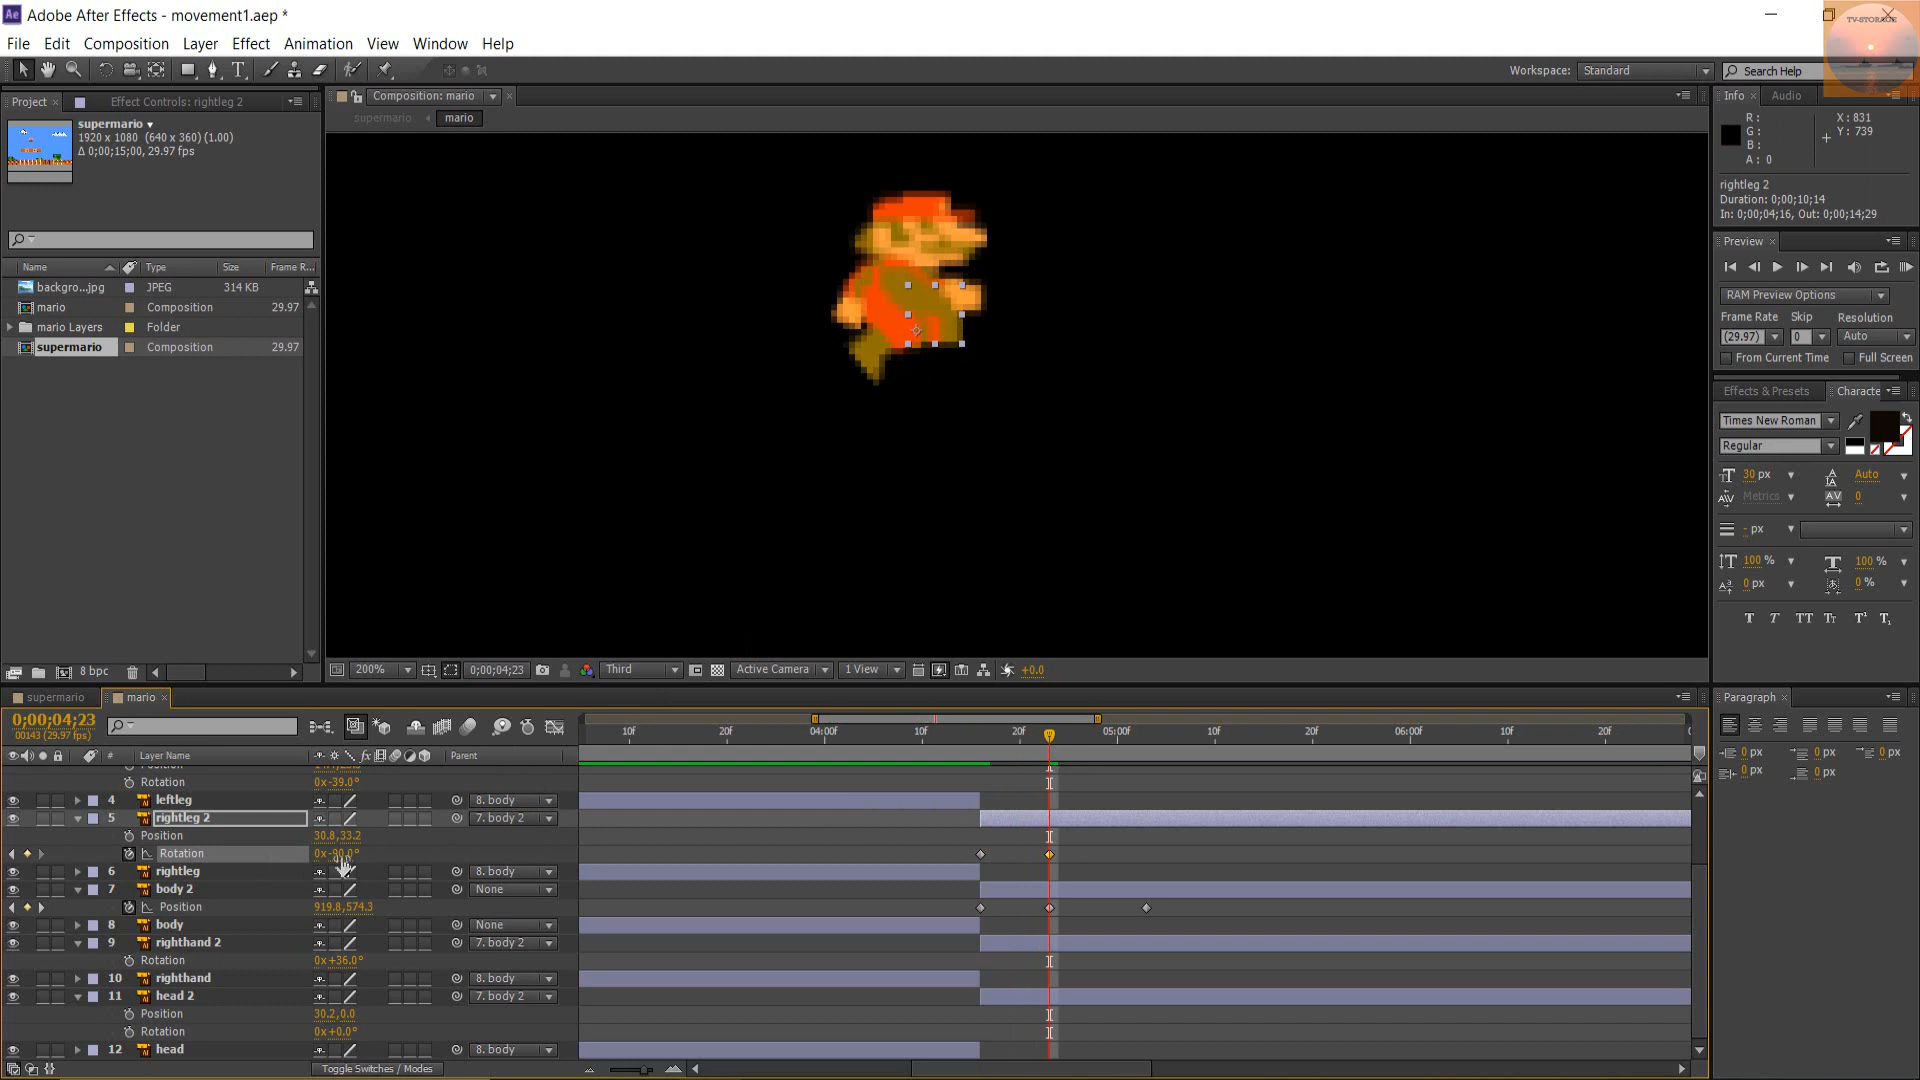 Adobe After Effects - movement1.aep *
TV-STORAGE
File Edit Composition Layer Effect Animation View Window Help
Workspace: Standard Search Help
Project Effect Controls: rightleg 2
supermario
1920 x 1080 (640 x 360) (1.00)
Δ 0;00;15;00, 29.97 fps
Name Type Size Frame R...
backgro...jpg JPEG 314 KB
mario Composition 29.97
mario Layers Folder
supermario Composition 29.97
8 bpc
Composition: mario
supermario mario
200% 0;00;04;23 Third Active Camera 1 View +0.0
Info Audio
R: X: 831
G: Y: 739
B:
A: 0
rightleg 2
Duration: 0;00;10;14
In: 0;00;04;16, Out: 0;00;14;29
Preview
RAM Preview Options
Frame Rate Skip Resolution
(29.97) 0 Auto
From Current Time Full Screen
Effects & Presets Characte
Times New Roman
Regular
30 px Auto
Metrics 0
- px
100 % 100 %
0 px 0 %
T T TT Tr T¹ T₁
Paragraph
0 px 0 px 0 px
0 px 0 px
supermario mario
0;00;04;23
00143 (29.97 fps)
10f 20f 04:00f 10f 20f 05:00f 10f 20f 06:00f 10f 20f
# Layer Name Parent
Rotation 0x-39.0°
4 leftleg 8. body
5 rightleg 2 7. body 2
Position 30.8,33.2
Rotation 0x-90.0°
6 rightleg 8. body
7 body 2 None
Position 919.8,574.3
8 body None
9 righthand 2 7. body 2
Rotation 0x+36.0°
10 righthand 8. body
11 head 2 7. body 2
Position 30.2,0.0
Rotation 0x+0.0°
12 head 8. body
Toggle Switches / Modes